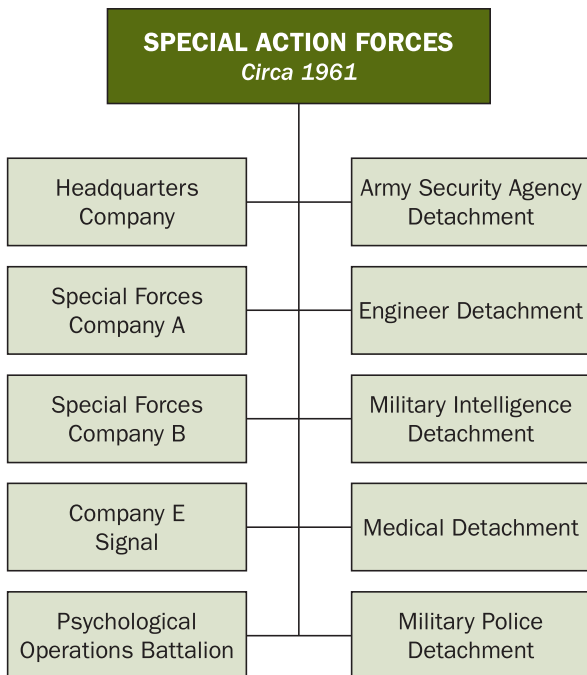 SPECIAL ACTION FORCES
Circa 1961
Headquarters
Company
Army Security Agency
Detachment
Special Forces
Company A
Engineer Detachment
Special Forces
Company B
Military Intelligence
Detachment
Company E
Signal
Medical Detachment
Psychological
Operations Battalion
Military Police
Detachment